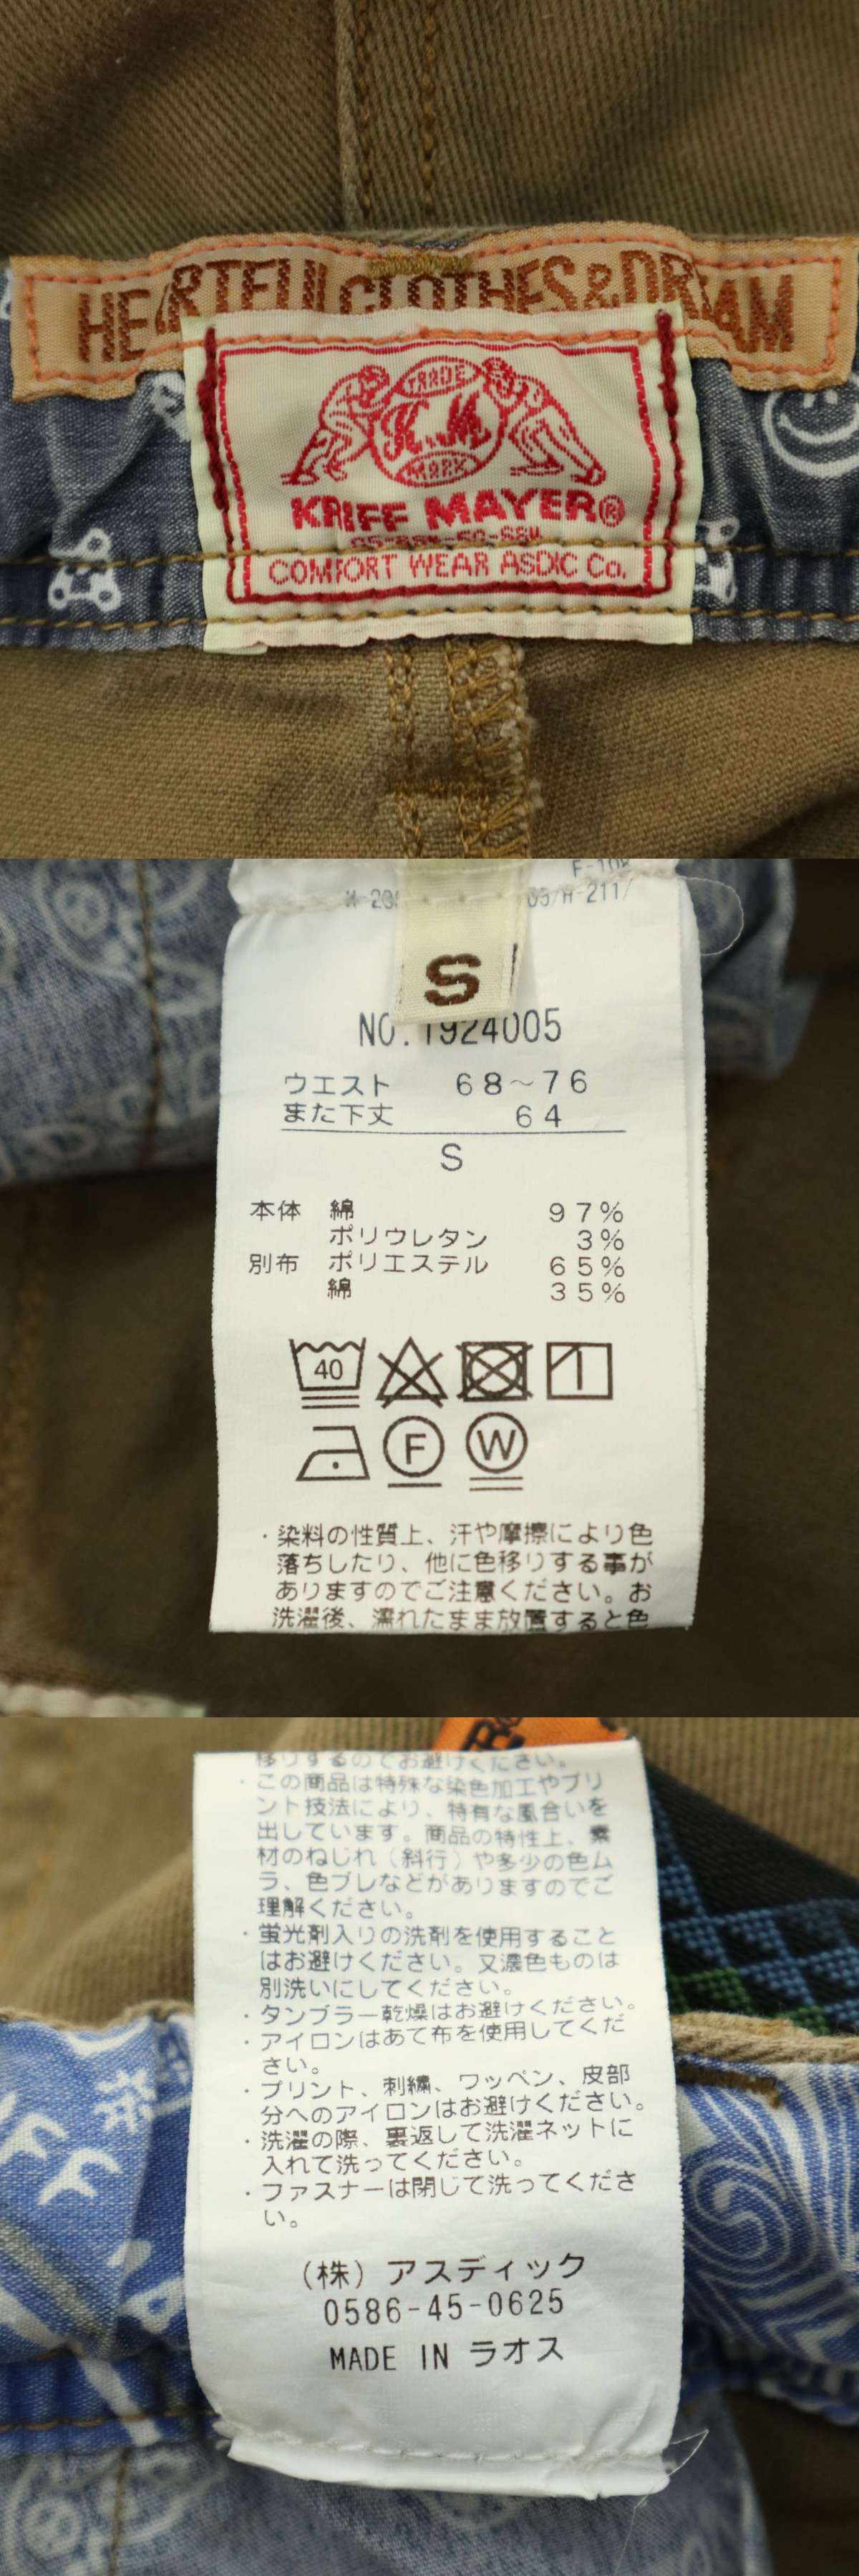 HEARTFUL CLOTHES & DREAM
TRADE
K.M
MARK
KRIFF MAYER®
COMFORT WEAR ASDIC Co.
S
NO.1924005
ウエスト 68～76
また下丈 64
S
本体 綿 97%
ポリウレタン 3%
別布 ポリエステル 65%
綿 35%
40
F
W
・染料の性質上、汗や摩擦により色
落ちしたり、他に色移りする事が
ありますのでご注意ください。お
洗濯後、濡れたまま放置すると色
移りするのでお避けください。
・この商品は特殊な染色加工やプリ
ント技法により、特有な風合いを
出しています。商品の特性上、素
材のねじれ（斜行）や多少の色ム
ラ、色ブレなどがありますのでご
理解ください。
・蛍光剤入りの洗剤を使用すること
はお避けください。又濃色ものは
別洗いにしてください。
・タンブラー乾燥はお避けください。
・アイロンはあて布を使用してくだ
さい。
・プリント、刺繍、ワッペン、皮部
分へのアイロンはお避けください。
・洗濯の際、裏返して洗濯ネットに
入れて洗ってください。
・ファスナーは閉じて洗ってくださ
い。
（株）アスディック
0586-45-0625
MADE IN ラオス